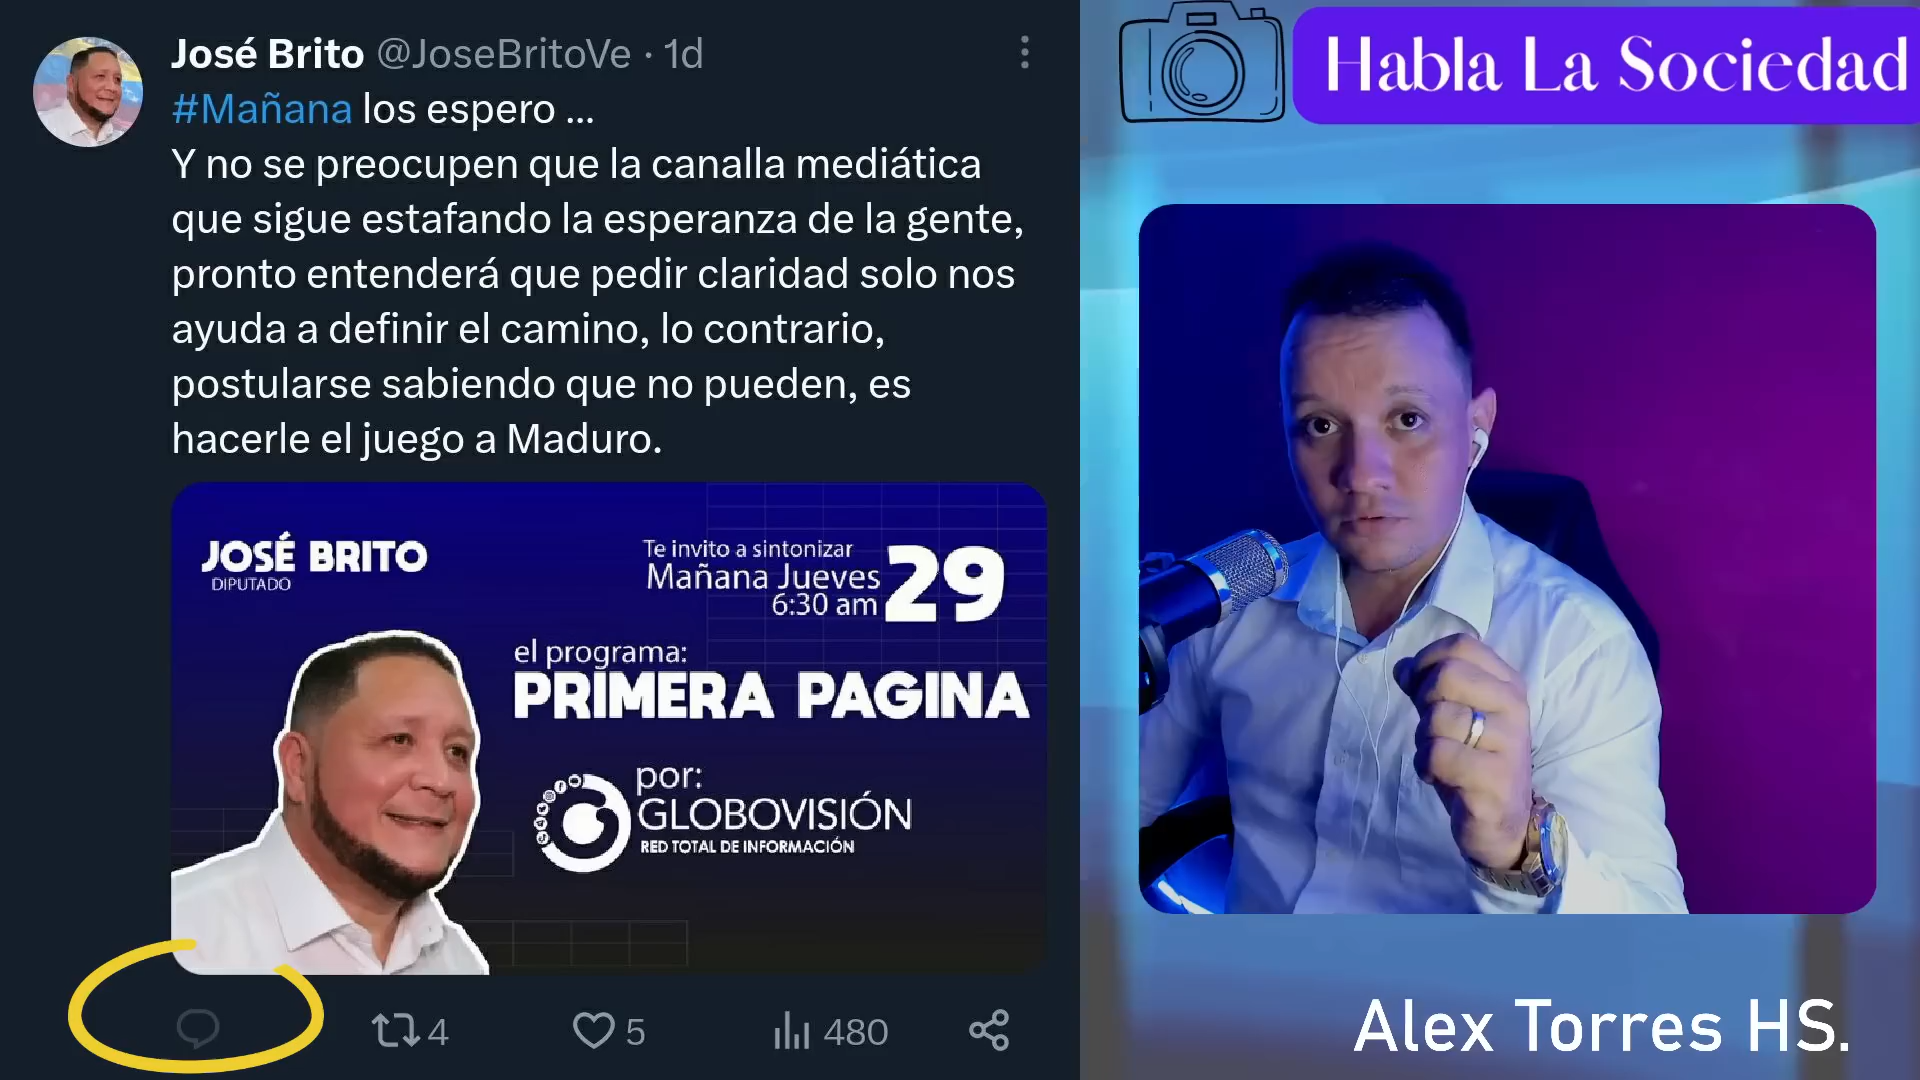 José Brito @JoseBritoVe · 1d
#Mañana los espero ...
Y no se preocupen que la canalla mediática
que sigue estafando la esperanza de la gente,
pronto entenderá que pedir claridad solo nos
ayuda a definir el camino, lo contrario,
postularse sabiendo que no pueden, es
hacerle el juego a Maduro.
JOSÉ BRITO
DIPUTADO
Te invito a sintonizar
Mañana Jueves 29
6:30 am
el programa:
PRIMERA PAGINA
por:
GLOBOVISIÓN
RED TOTAL DE INFORMACIÓN
4
5
480
Habla La Sociedad
Alex Torres HS.